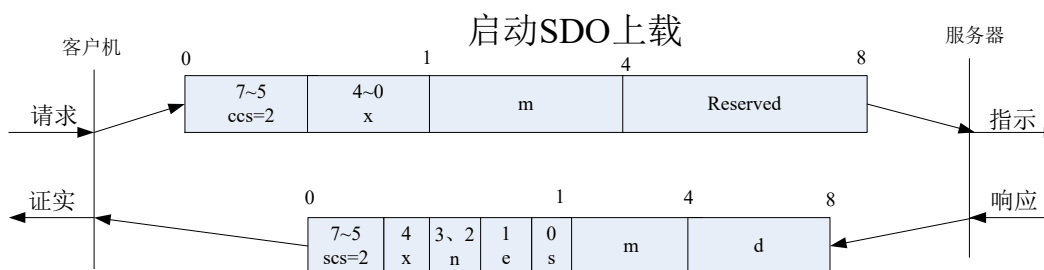 启动SDO上载
客户机
服务器
0 1 4 8
7~5 4~0 m Reserved
ccs=2 x
请求
指示
证实
响应
0 1 4 8
7~5 4 3、2 1 0 m d
scs=2 x n e s